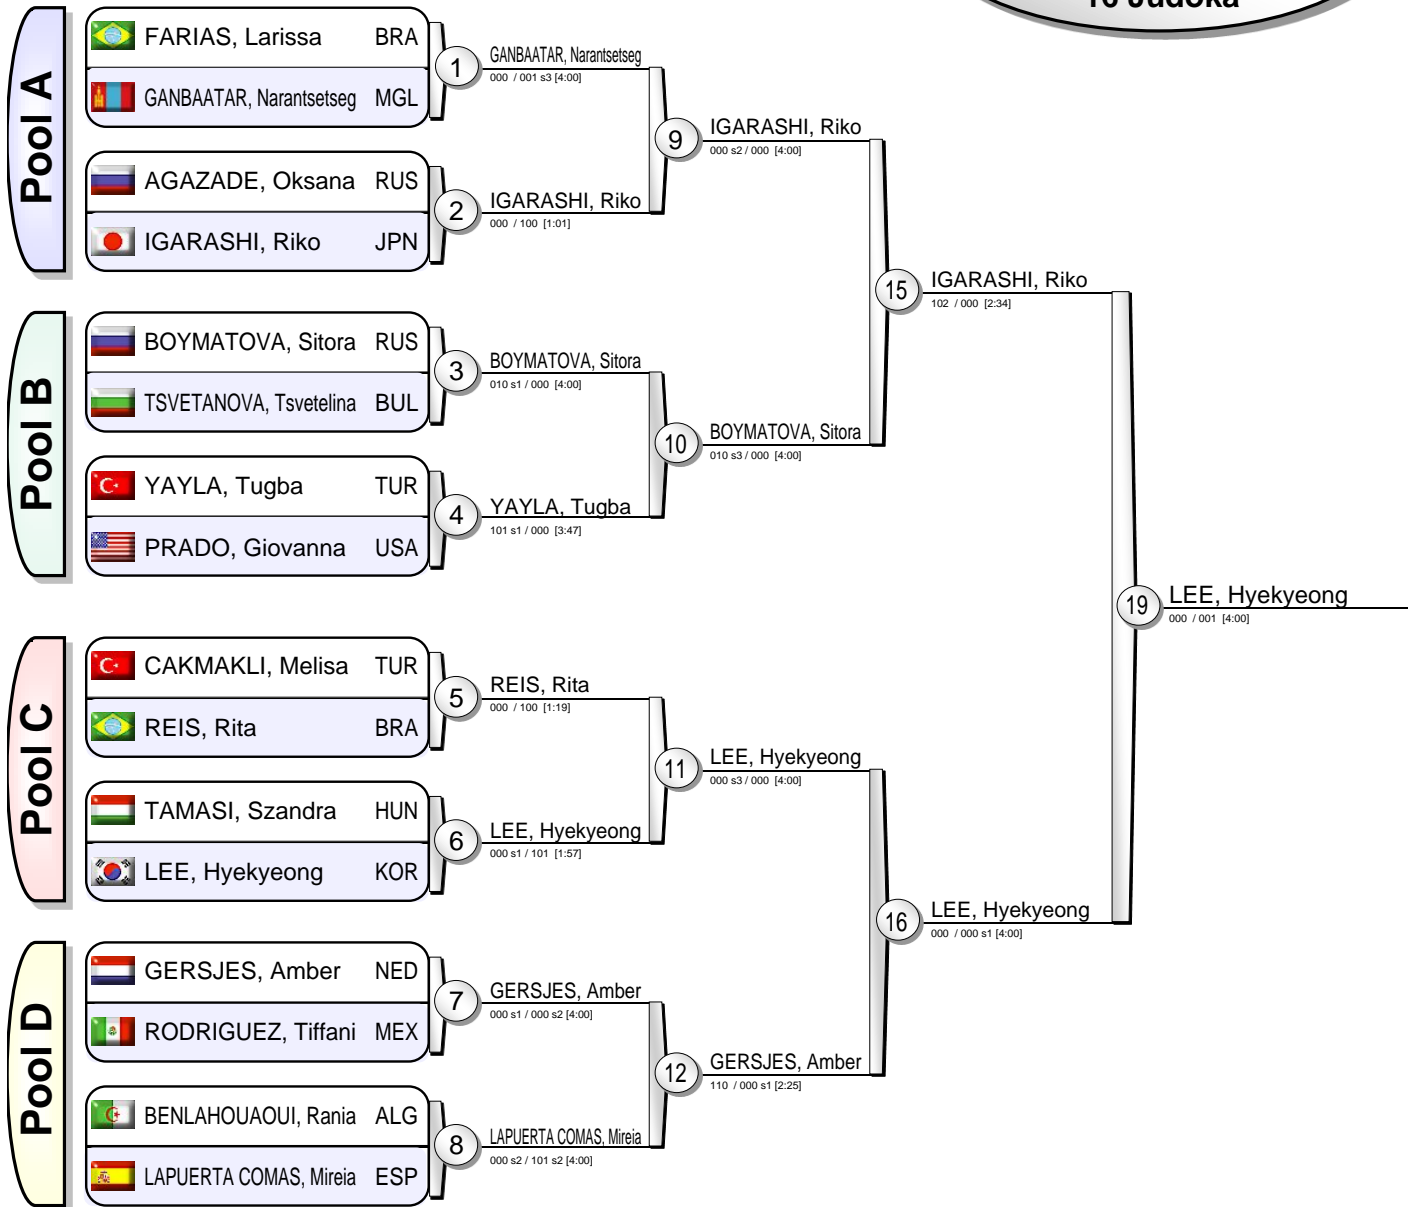 16 Judoka
Pool A
FARIAS, Larissa BRA
GANBAATAR, Narantsetseg MGL
1
GANBAATAR, Narantsetseg
000 / 001 s3 [4:00]
AGAZADE, Oksana RUS
IGARASHI, Riko JPN
2
IGARASHI, Riko
000 / 100 [1:01]
9
IGARASHI, Riko
000 s2 / 000 [4:00]
Pool B
BOYMATOVA, Sitora RUS
TSVETANOVA, Tsvetelina BUL
3
BOYMATOVA, Sitora
010 s1 / 000 [4:00]
YAYLA, Tugba TUR
PRADO, Giovanna USA
4
YAYLA, Tugba
101 s1 / 000 [3:47]
10
BOYMATOVA, Sitora
010 s3 / 000 [4:00]
15
IGARASHI, Riko
102 / 000 [2:34]
Pool C
CAKMAKLI, Melisa TUR
REIS, Rita BRA
5
REIS, Rita
000 / 100 [1:19]
TAMASI, Szandra HUN
LEE, Hyekyeong KOR
6
LEE, Hyekyeong
000 s1 / 101 [1:57]
11
LEE, Hyekyeong
000 s3 / 000 [4:00]
Pool D
GERSJES, Amber NED
RODRIGUEZ, Tiffani MEX
7
GERSJES, Amber
000 s1 / 000 s2 [4:00]
BENLAHOUAOUI, Rania ALG
LAPUERTA COMAS, Mireia ESP
8
LAPUERTA COMAS, Mireia
000 s2 / 101 s2 [4:00]
12
GERSJES, Amber
110 / 000 s1 [2:25]
16
LEE, Hyekyeong
000 / 000 s1 [4:00]
19
LEE, Hyekyeong
000 / 001 [4:00]